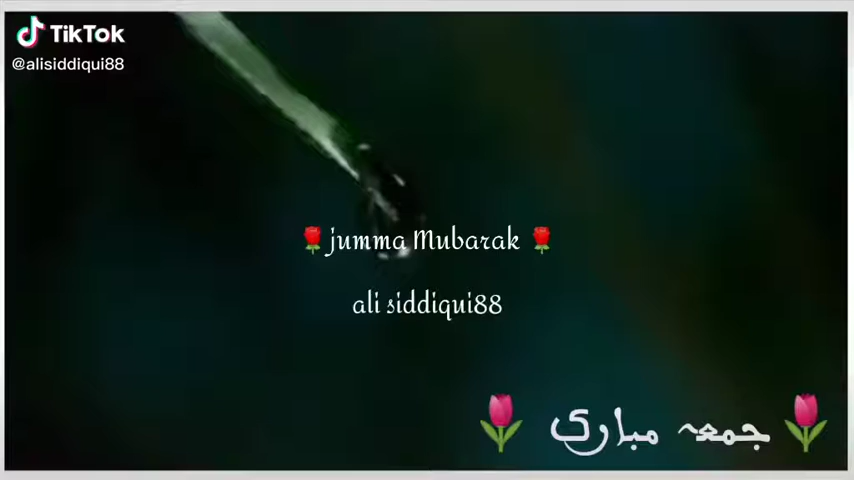 TikTok
@alisiddiqui88
🌹jumma Mubarak 🌹
ali siddiqui88
🌷 جمعہ مبارک 🌷